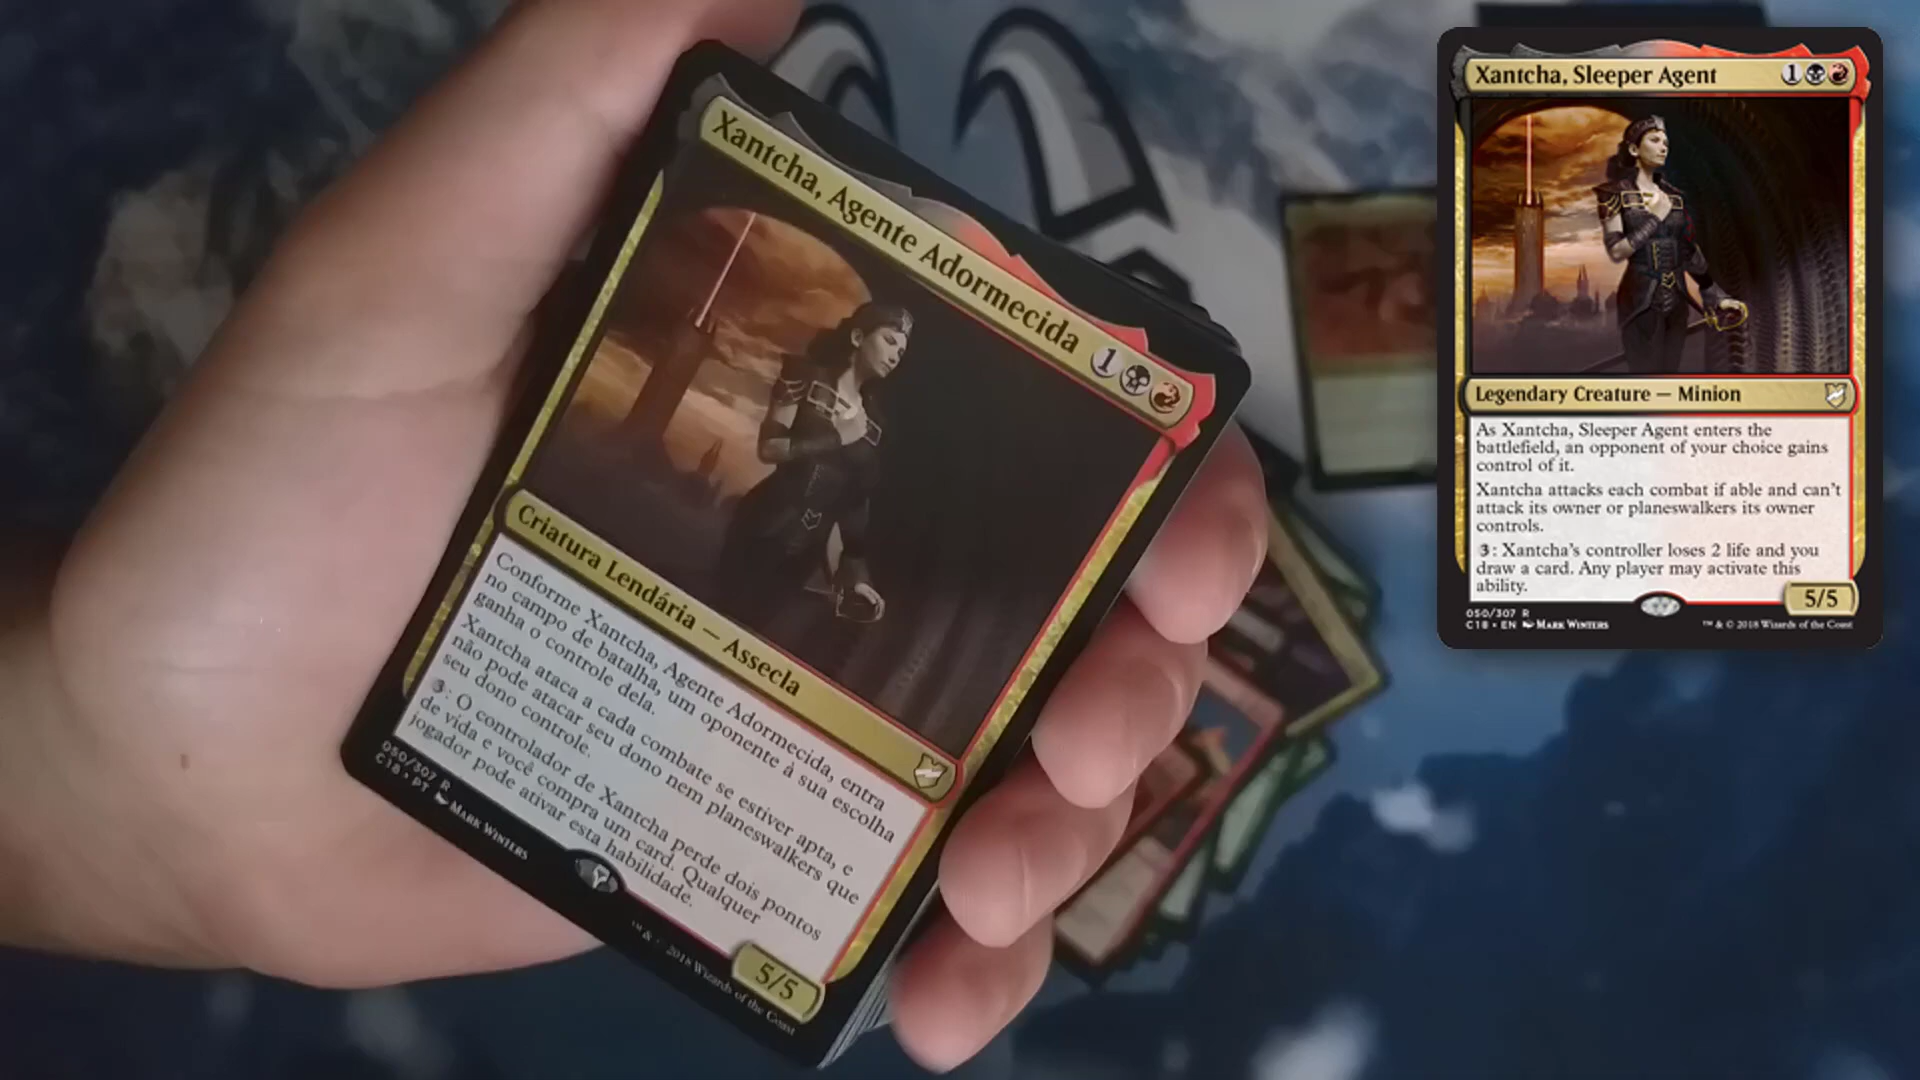 Xantcha, Agente Adormecida 1
Criatura Lendária — Assecla
Conforme Xantcha, Agente Adormecida, entra
no campo de batalha, um oponente à sua escolha
ganha o controle dela.
Xantcha ataca a cada combate se estiver apta, e
não pode atacar seu dono nem planeswalkers que
seu dono controle.
3: O controlador de Xantcha perde dois pontos
de vida e você compra um card. Qualquer
jogador pode ativar esta habilidade.
5/5
050/307 R
C18 • PT MARK WINTERS
™ & © 2018 Wizards of the Coast
Xantcha, Sleeper Agent 1
Legendary Creature — Minion
As Xantcha, Sleeper Agent enters the
battlefield, an opponent of your choice gains
control of it.
Xantcha attacks each combat if able and can't
attack its owner or planeswalkers its owner
controls.
3: Xantcha's controller loses 2 life and you
draw a card. Any player may activate this
ability.
5/5
050/307 R
C18 • EN MARK WINTERS
™ & © 2018 Wizards of the Coast